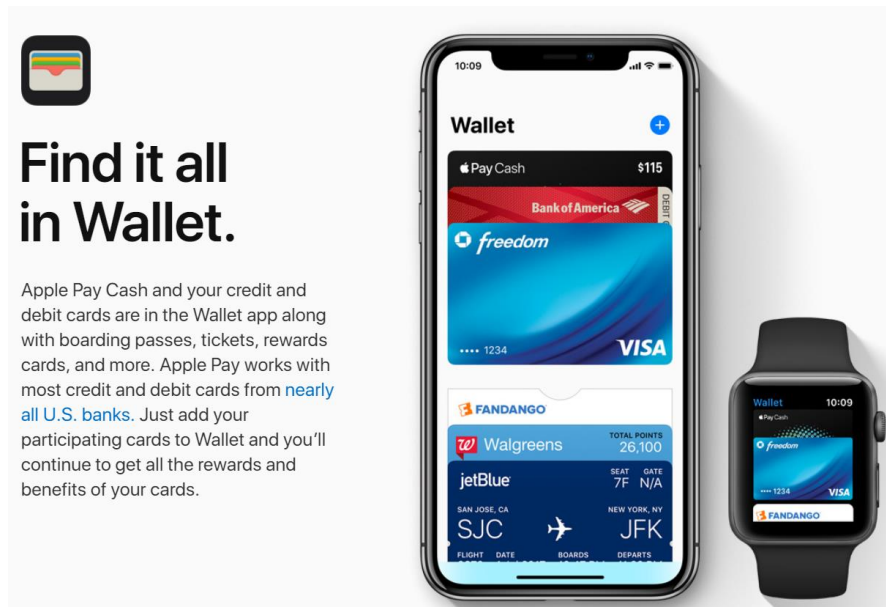 Find it all
in Wallet.
Apple Pay Cash and your credit and
debit cards are in the Wallet app along
with boarding passes, tickets, rewards
cards, and more. Apple Pay works with
most credit and debit cards from nearly
all U.S. banks. Just add your
participating cards to Wallet and you’ll
continue to get all the rewards and
benefits of your cards.
10:09
Wallet
Pay Cash $115
Bank of America
DEBIT
freedom
•••• 1234 VISA
FANDANGO
Walgreens TOTAL POINTS 26,100
jetBlue SEAT 7F GATE N/A
SAN JOSE, CA NEW YORK, NY
SJC JFK
FLIGHT DATE BOARDS DEPARTS
Wallet 10:09
Pay Cash
freedom
•••• 1234 VISA
FANDANGO